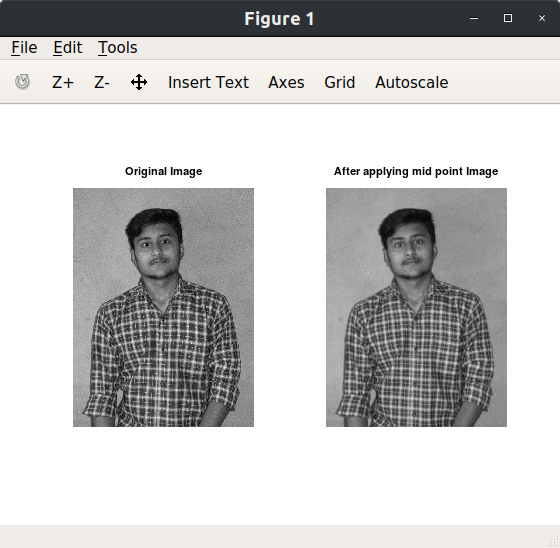 Figure 1
File Edit Tools
Z+ Z- Insert Text Axes Grid Autoscale
Original Image After applying mid point Image